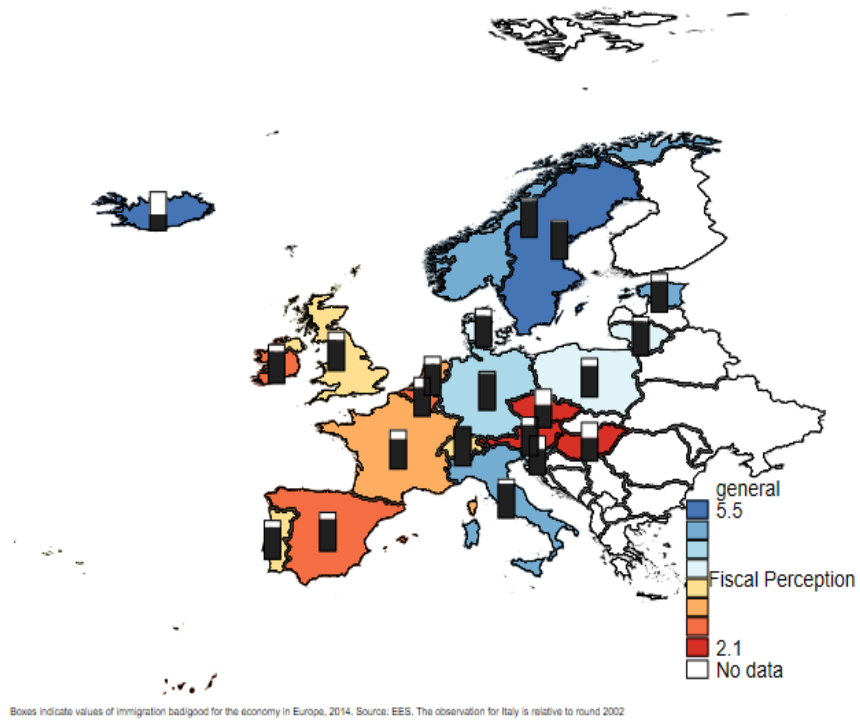 general
5.5
Fiscal Perception
2.1
No data
Boxes indicate values of immigration bad/good for the economy in Europe, 2014. Source: EES. The observation for Italy is relative to round 2002